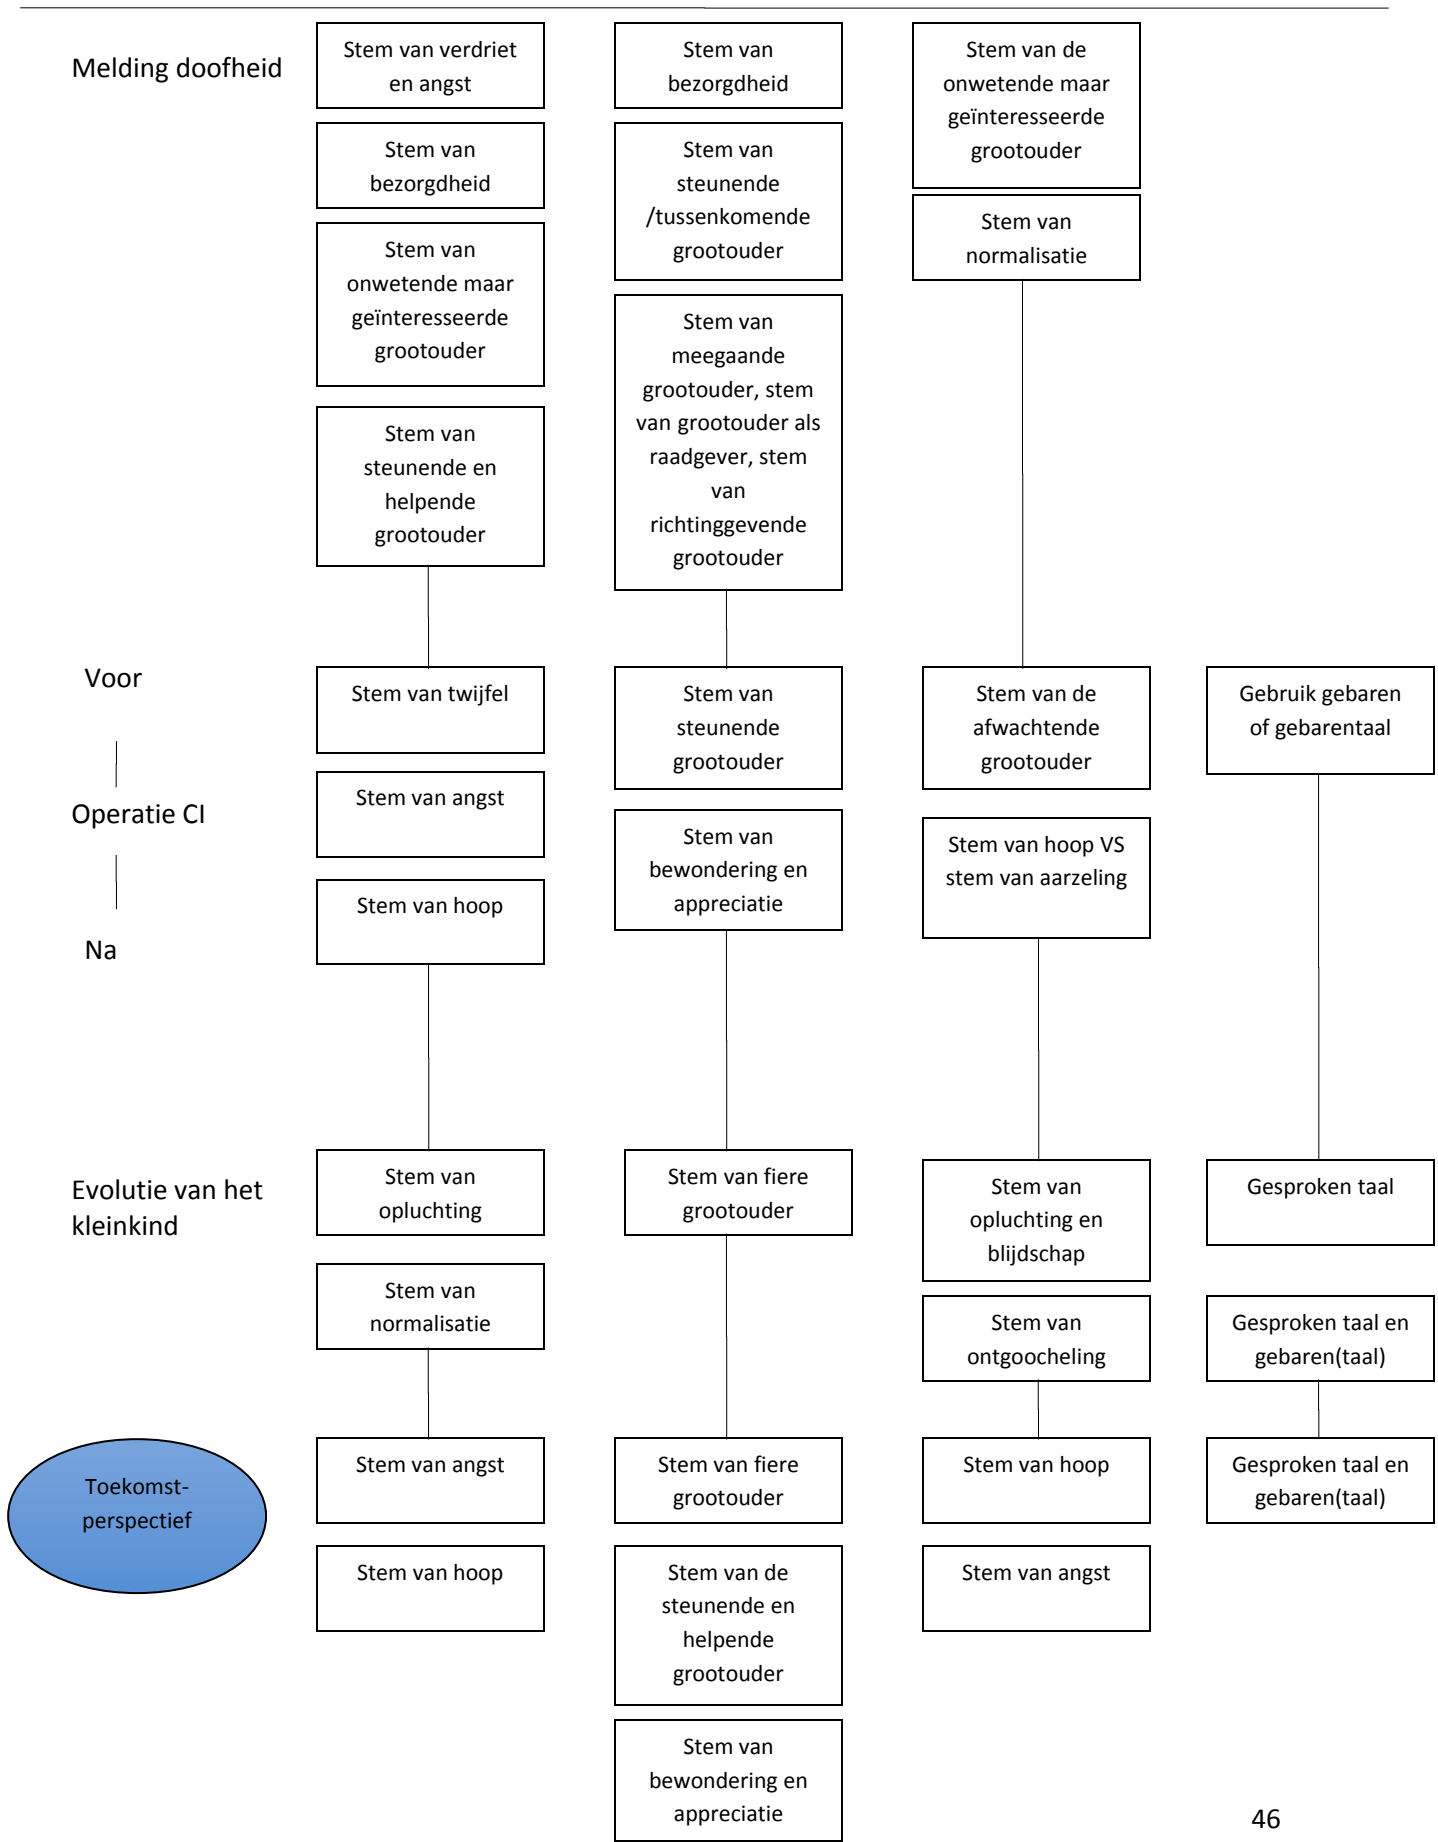 Melding doofheid
Stem van verdriet
en angst
Stem van
bezorgdheid
Stem van
onwetende maar
geïnteresseerde
grootouder
Stem van
steunende en
helpende
grootouder
Stem van
bezorgdheid
Stem van
steunende
/tussenkomende
grootouder
Stem van
meegaande
grootouder, stem
van grootouder als
raadgever, stem
van
richtinggevende
grootouder
Stem van de
onwetende maar
geïnteresseerde
grootouder
Stem van
normalisatie
Voor
Operatie CI
Na
Stem van twijfel
Stem van angst
Stem van hoop
Stem van
steunende
grootouder
Stem van
bewondering en
appreciatie
Stem van de
afwachtende
grootouder
Stem van hoop VS
stem van aarzeling
Gebruik gebaren
of gebarentaal
Evolutie van het
kleinkind
Stem van
opluchting
Stem van
normalisatie
Stem van fiere
grootouder
Stem van
opluchting en
blijdschap
Stem van
ontgoocheling
Gesproken taal
Gesproken taal en
gebaren(taal)
Toekomst-
perspectief
Stem van angst
Stem van hoop
Stem van fiere
grootouder
Stem van de
steunende en
helpende
grootouder
Stem van
bewondering en
appreciatie
Stem van hoop
Stem van angst
Gesproken taal en
gebaren(taal)
46